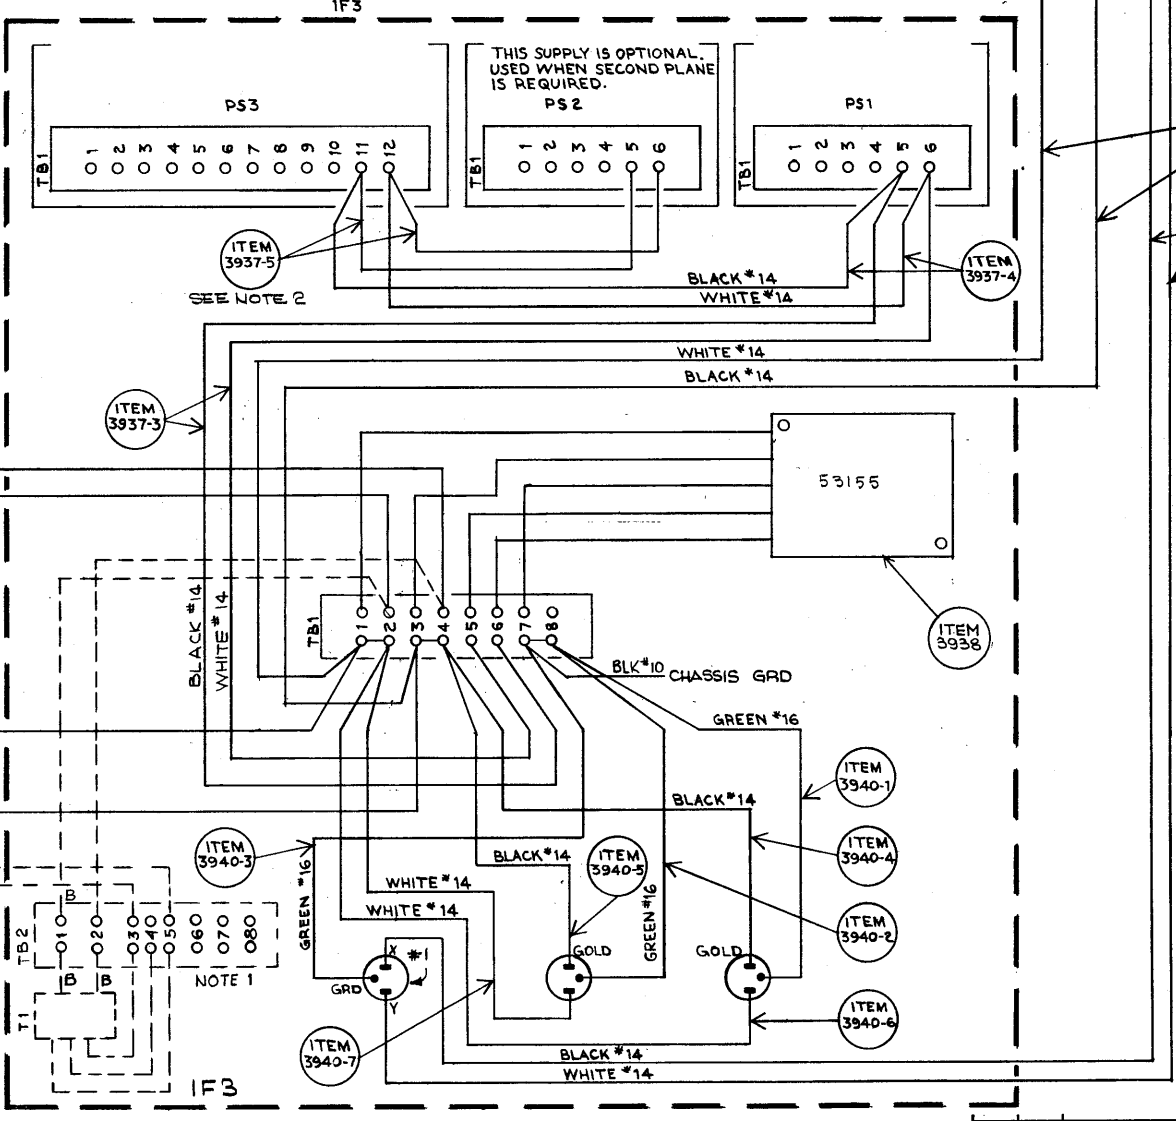 1F3
THIS SUPPLY IS OPTIONAL.
USED WHEN SECOND PLANE
IS REQUIRED.
PS3
PS2
PS1
TB1
1 2 3 4 5 6 7 8 9 10 11 12
TB1
1 2 3 4 5 6
TB1
1 2 3 4 5 6
ITEM
3937-5
SEE NOTE 2
BLACK #14
WHITE #14
ITEM
3937-4
WHITE #14
BLACK #14
ITEM
3937-3
53155
BLACK #14
WHITE #14
TB1
1 2 3 4 5 6 7 8
ITEM
3938
BLK #10 CHASSIS GRD
GREEN #16
ITEM
3940-1
BLACK #14
ITEM
3940-3
BLACK #14
ITEM
3940-5
ITEM
3940-4
WHITE #14
WHITE #14
GREEN #16
GREEN #16
ITEM
3940-2
B
TB2
1 2 3 4 5 6 7 8
B B
NOTE 1
T1
X
#1
GRD
Y
GOLD
GOLD
ITEM
3940-6
ITEM
3940-7
BLACK #14
WHITE #14
1F3